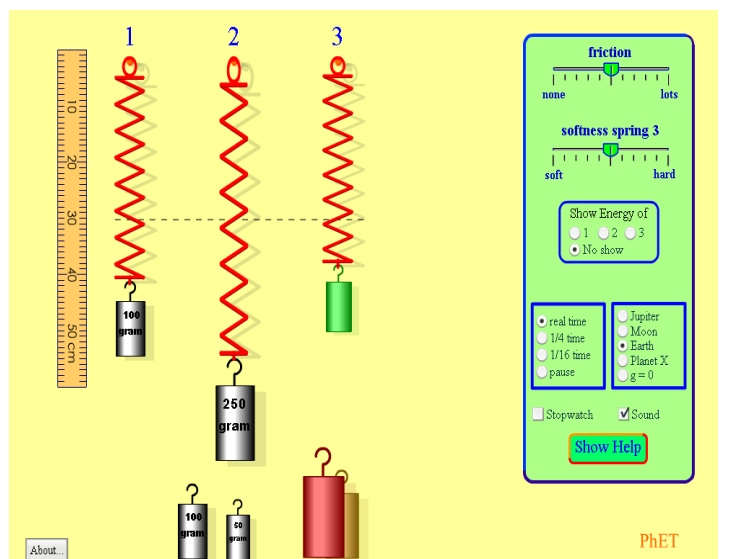 1 2 3
10
20
30
40
50 cm
100
gram
250
gram
100
gram
50
gram
About...
friction
none lots
softness spring 3
soft hard
Show Energy of
1 2 3
No show
real time
1/4 time
1/16 time
pause
Jupiter
Moon
Earth
Planet X
g = 0
Stopwatch Sound
Show Help
PhET